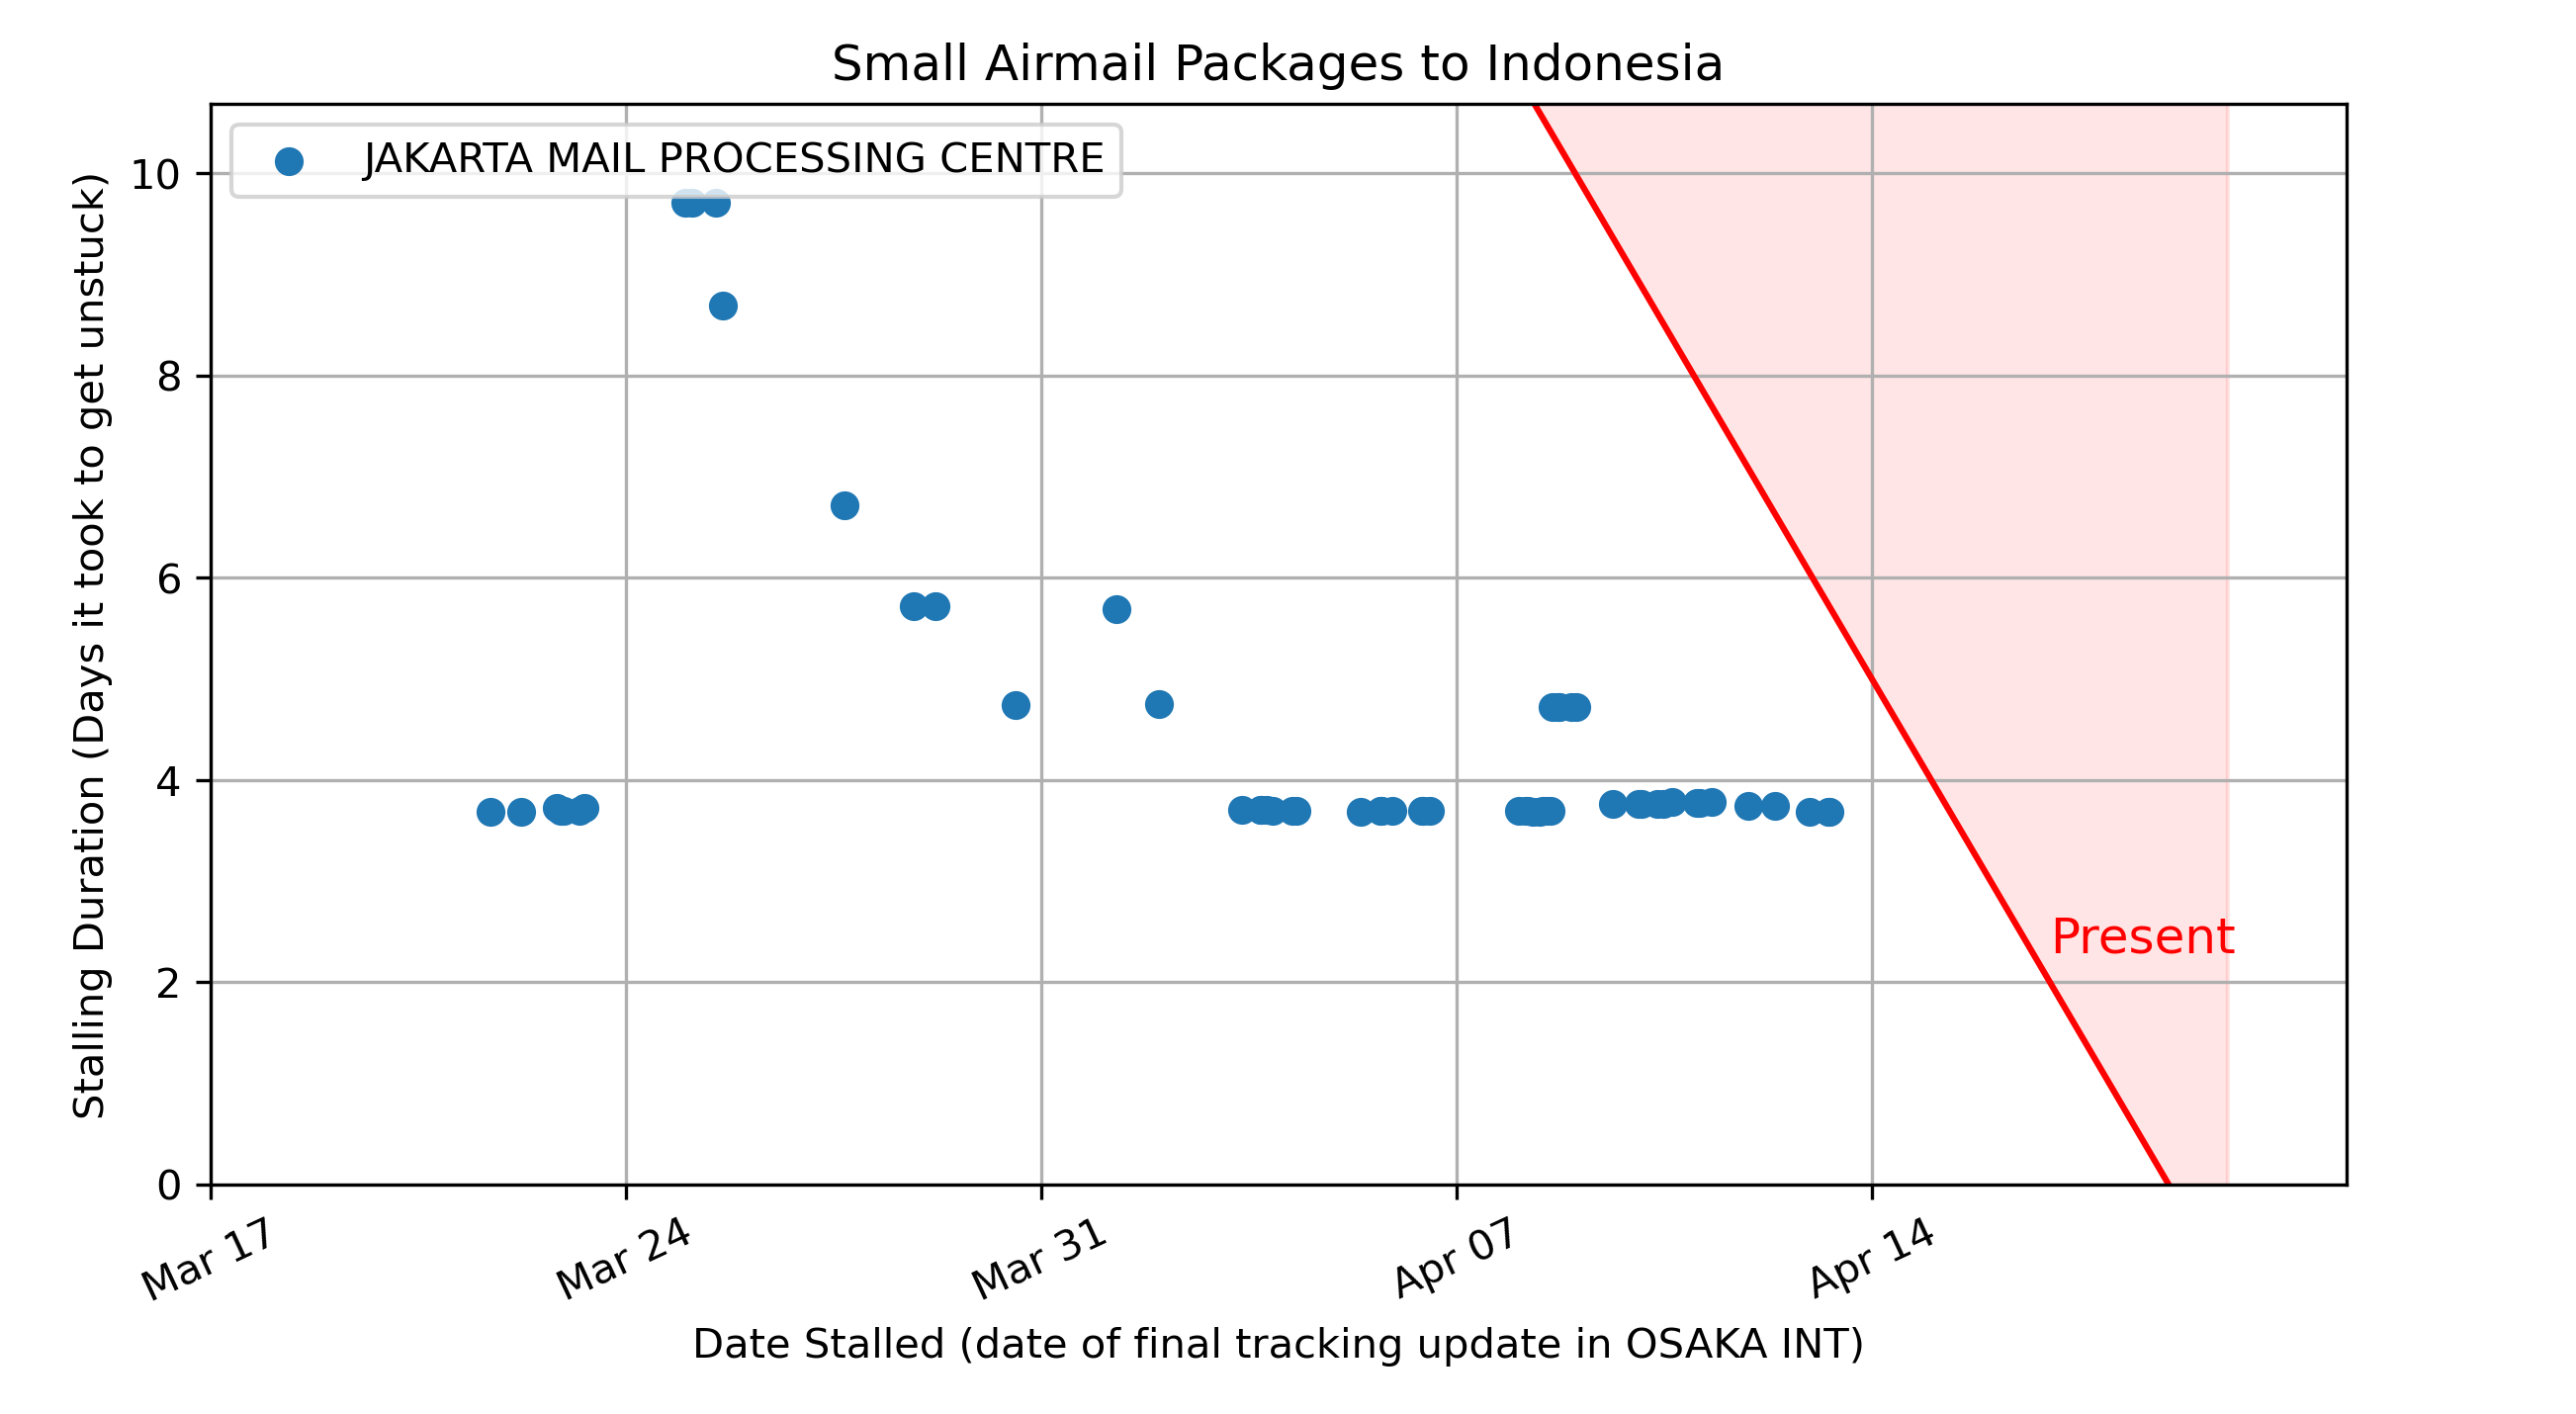 Small Airmail Packages to Indonesia
JAKARTA MAIL PROCESSING CENTRE
Stalling Duration (Days it took to get unstuck)
10
8
6
4
2
0
Present
Mar 17
Mar 24
Mar 31
Apr 07
Apr 14
Date Stalled (date of final tracking update in OSAKA INT)